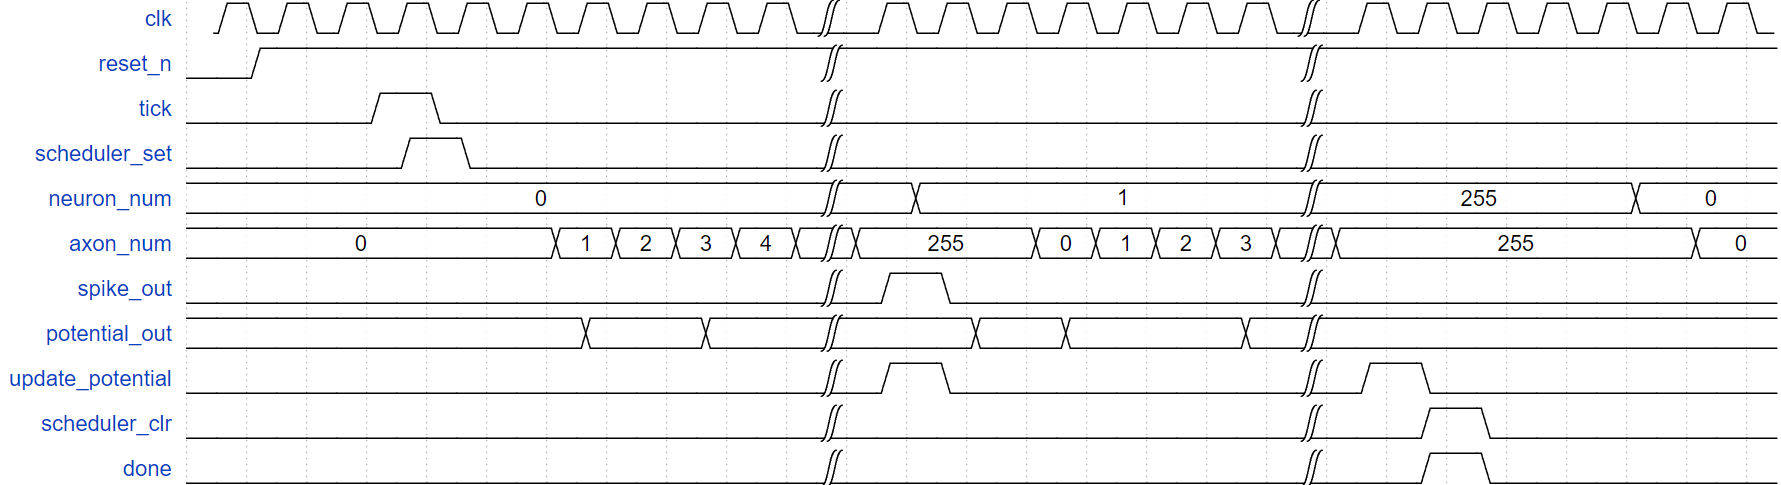 clk
reset_n
tick
scheduler_set
neuron_num 0 1 255 0
axon_num 0 1 2 3 4 255 0 1 2 3 255 0
spike_out
potential_out
update_potential
scheduler_clr
done